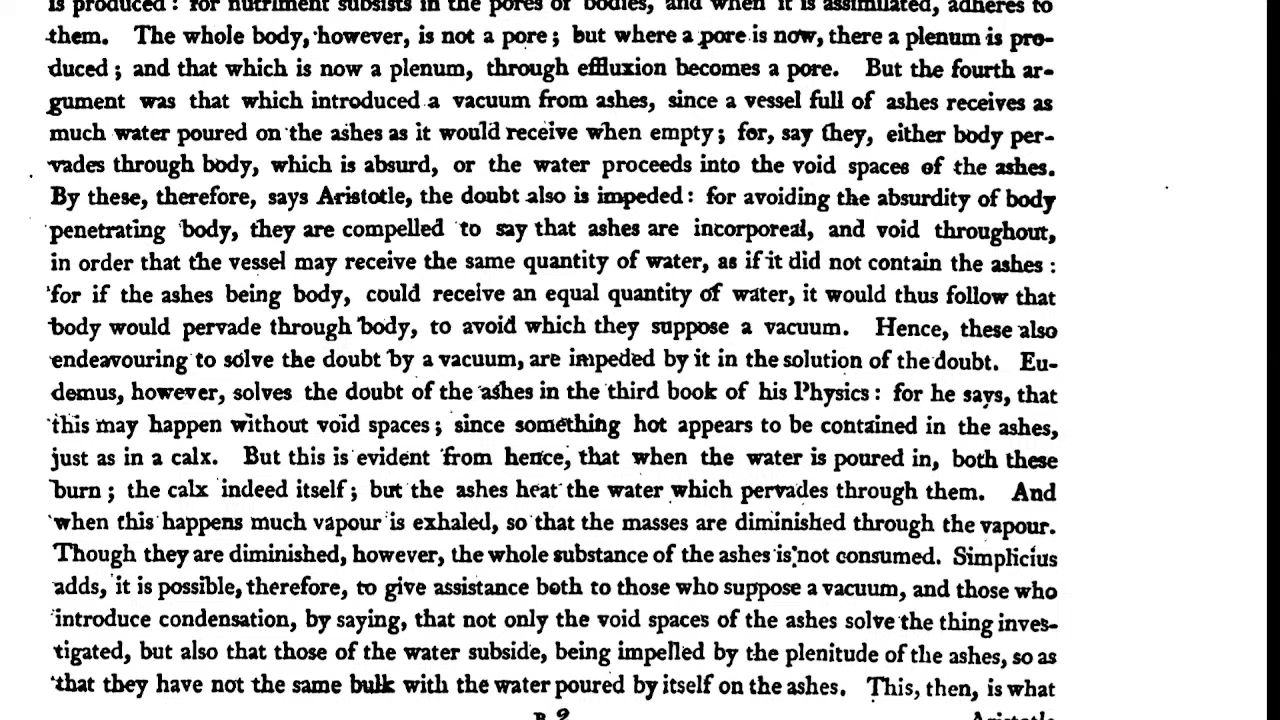 is produced: for nutriment subsists in the pores of bodies, and when it is assimilated, adheres to
them. The whole body, however, is not a pore; but where a pore is now, there a plenum is pro-
duced; and that which is now a plenum, through effluxion becomes a pore. But the fourth ar-
gument was that which introduced a vacuum from ashes, since a vessel full of ashes receives as
much water poured on the ashes as it would receive when empty; for, say they, either body per-
vades through body, which is absurd, or the water proceeds into the void spaces of the ashes.
By these, therefore, says Aristotle, the doubt also is impeded: for avoiding the absurdity of body
penetrating body, they are compelled to say that ashes are incorporeal, and void throughout,
in order that the vessel may receive the same quantity of water, as if it did not contain the ashes:
for if the ashes being body, could receive an equal quantity of water, it would thus follow that
body would pervade through body, to avoid which they suppose a vacuum. Hence, these also
endeavouring to solve the doubt by a vacuum, are impeded by it in the solution of the doubt. Eu-
demus, however, solves the doubt of the ashes in the third book of his Physics: for he says, that
this may happen without void spaces; since something hot appears to be contained in the ashes,
just as in a calx. But this is evident from hence, that when the water is poured in, both these
burn; the calx indeed itself; but the ashes heat the water which pervades through them. And
when this happens much vapour is exhaled, so that the masses are diminished through the vapour.
Though they are diminished, however, the whole substance of the ashes is not consumed. Simplicius
adds, it is possible, therefore, to give assistance both to those who suppose a vacuum, and those who
introduce condensation, by saying, that not only the void spaces of the ashes solve the thing inves-
tigated, but also that those of the water subside, being impelled by the plenitude of the ashes, so as
that they have not the same bulk with the water poured by itself on the ashes. This, then, is what
Aristotle